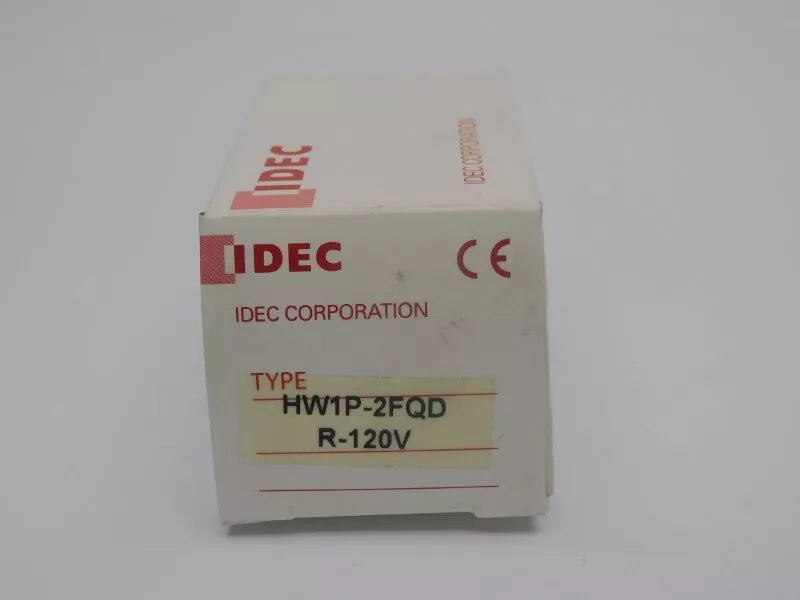 IDEC
IDEC CORPORATION
IDEC
CE
IDEC CORPORATION
TYPE
HW1P-2FQD
R-120V